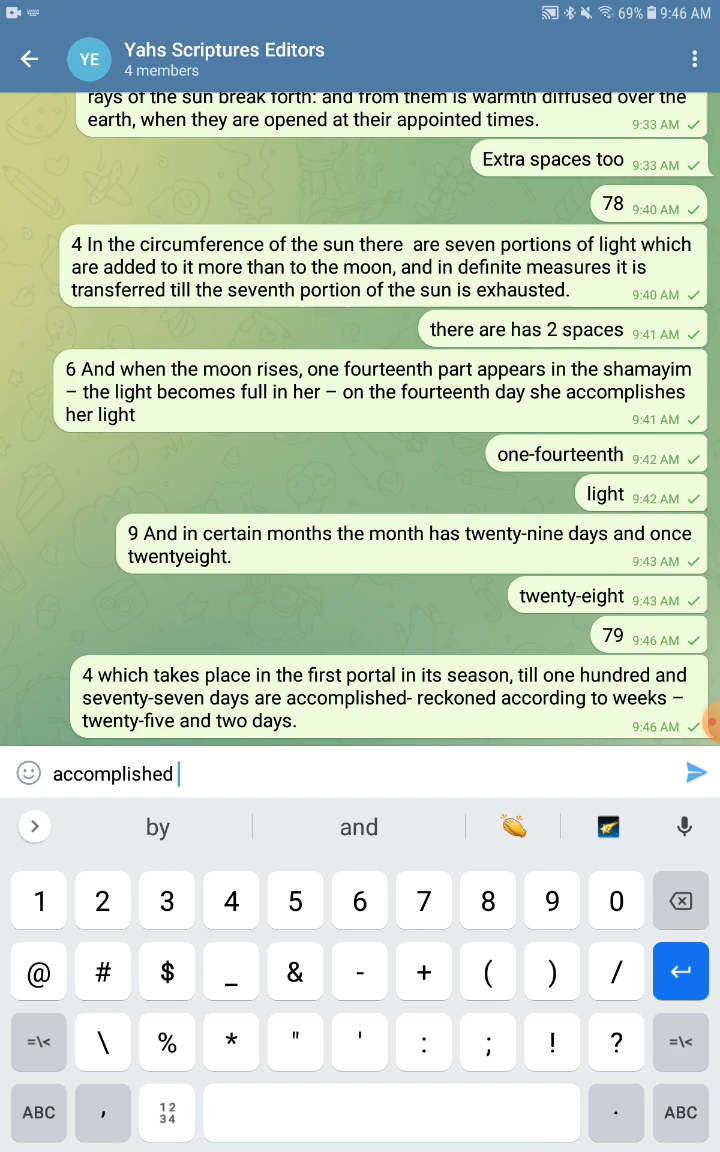 69% 9:46 AM
YE
Yahs Scriptures Editors
4 members
rays of the sun break forth: and from them is warmth diffused over the
earth, when they are opened at their appointed times.
9:33 AM
Extra spaces too 9:33 AM
78 9:40 AM
4 In the circumference of the sun there  are seven portions of light which
are added to it more than to the moon, and in definite measures it is
transferred till the seventh portion of the sun is exhausted.
9:40 AM
there are has 2 spaces 9:41 AM
6 And when the moon rises, one fourteenth part appears in the shamayim
– the light becomes full in her – on the fourteenth day she accomplishes
her light
9:41 AM
one-fourteenth 9:42 AM
light 9:42 AM
9 And in certain months the month has twenty-nine days and once
twentyeight.
9:43 AM
twenty-eight 9:43 AM
79 9:46 AM
4 which takes place in the first portal in its season, till one hundred and
seventy-seven days are accomplished- reckoned according to weeks –
twenty-five and two days.
9:46 AM
accomplished
by and
1 2 3 4 5 6 7 8 9 0
@ # $ _ & - + ( ) /
=\< \ % * " ' : ; ! ? =\<
ABC , 12 34 . ABC